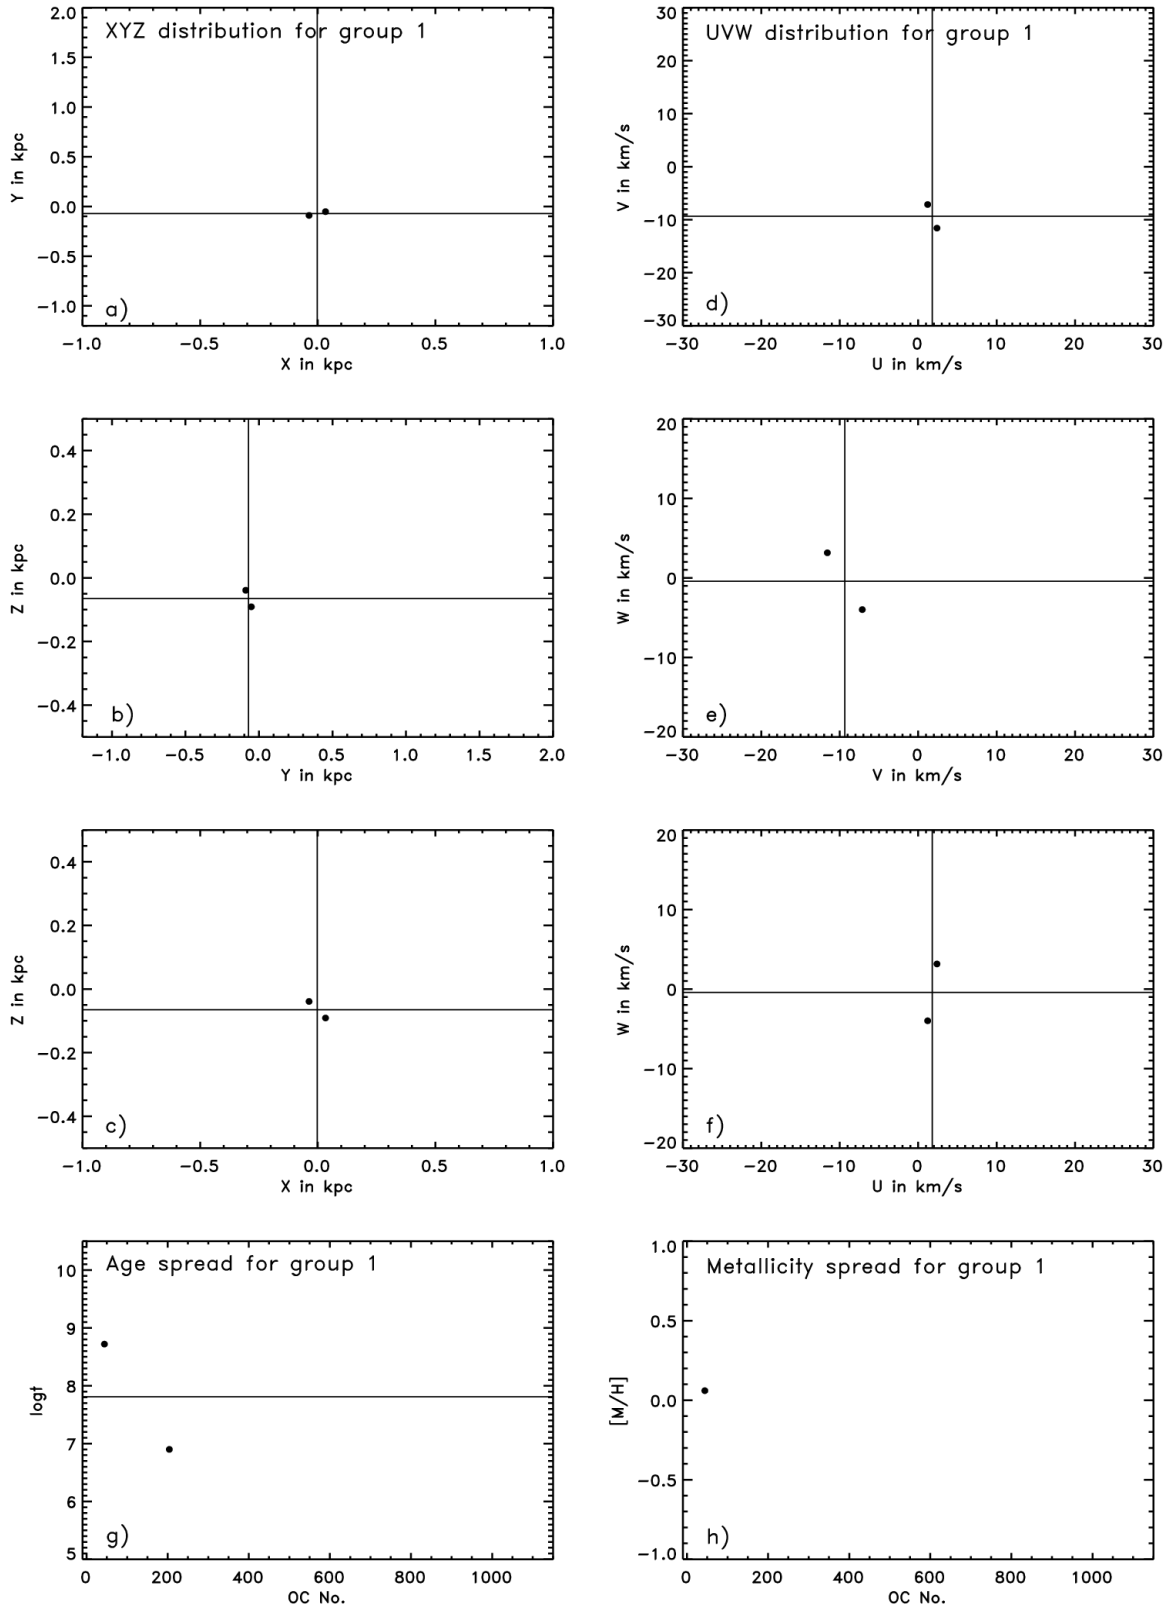 XYZ distribution for group 1
2.0
1.5
1.0
0.5
0.0
−0.5
−1.0
Y in kpc
a)
−1.0 −0.5 0.0 0.5 1.0
X in kpc
UVW distribution for group 1
30
20
10
0
−10
−20
−30
V in km/s
d)
−30 −20 −10 0 10 20 30
U in km/s
0.4
0.2
0.0
−0.2
−0.4
Z in kpc
b)
−1.0 −0.5 0.0 0.5 1.0 1.5 2.0
Y in kpc
20
10
0
−10
−20
W in km/s
e)
−30 −20 −10 0 10 20 30
V in km/s
0.4
0.2
0.0
−0.2
−0.4
Z in kpc
c)
−1.0 −0.5 0.0 0.5 1.0
X in kpc
20
10
0
−10
−20
W in km/s
f)
−30 −20 −10 0 10 20 30
U in km/s
Age spread for group 1
10
9
8
7
6
5
logt
g)
0 200 400 600 800 1000
OC No.
Metallicity spread for group 1
1.0
0.5
0.0
−0.5
−1.0
[M/H]
h)
0 200 400 600 800 1000
OC No.